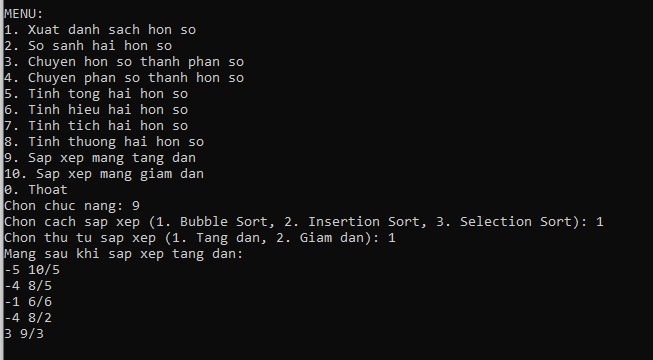 MENU:
1. Xuat danh sach hon so
2. So sanh hai hon so
3. Chuyen hon so thanh phan so
4. Chuyen phan so thanh hon so
5. Tinh tong hai hon so
6. Tinh hieu hai hon so
7. Tinh tich hai hon so
8. Tinh thuong hai hon so
9. Sap xep mang tang dan
10. Sap xep mang giam dan
0. Thoat
Chon chuc nang: 9
Chon cach sap xep (1. Bubble Sort, 2. Insertion Sort, 3. Selection Sort): 1
Chon thu tu sap xep (1. Tang dan, 2. Giam dan): 1
Mang sau khi sap xep tang dan:
-5 10/5
-4 8/5
-1 6/6
-4 8/2
3 9/3